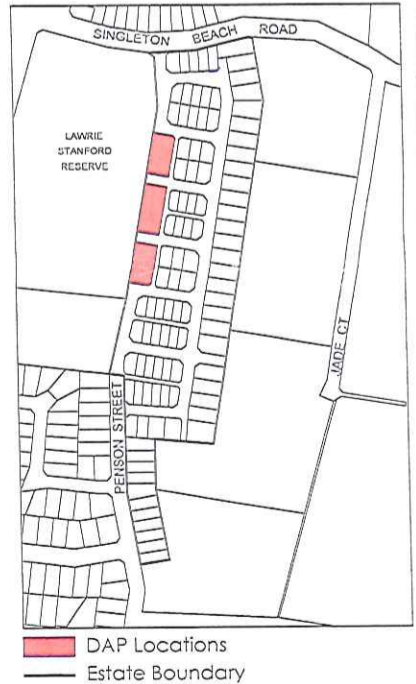 SINGLETON BEACH ROAD
LAWRIE
STANFORD
RESERVE
JADE CT
PENSON STREET
DAP Locations
Estate Boundary